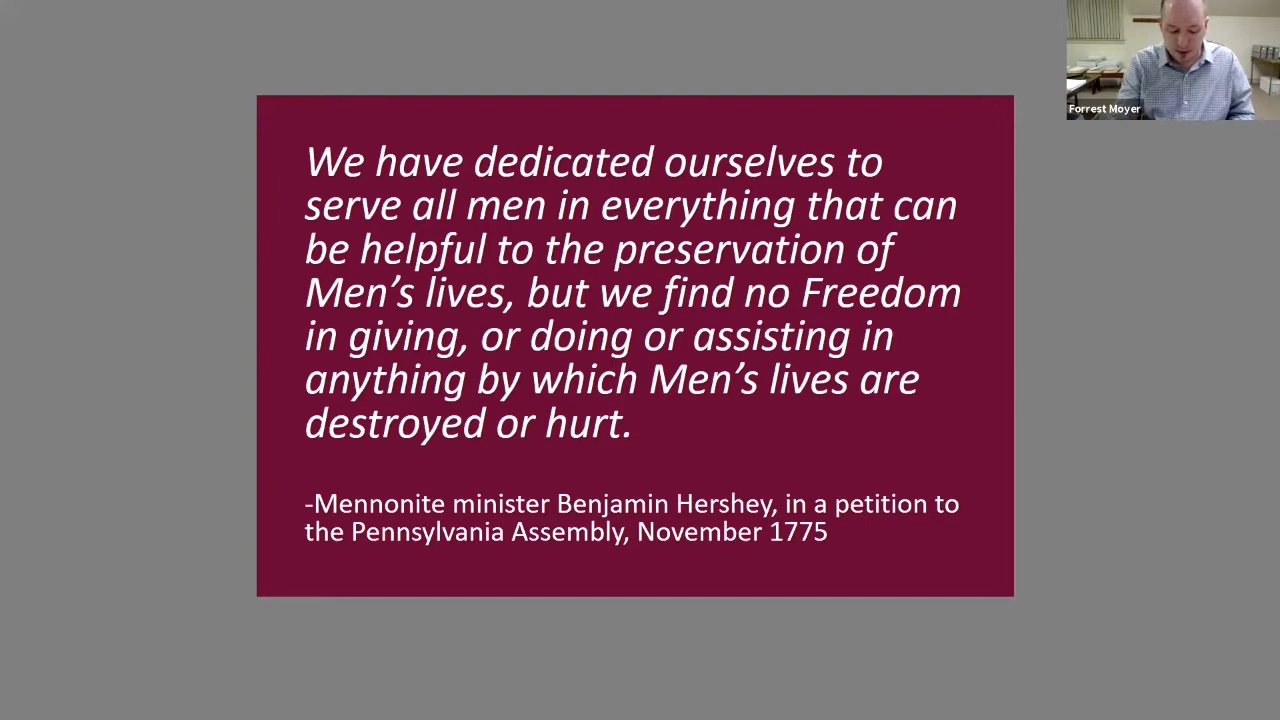 We have dedicated ourselves to
serve all men in everything that can
be helpful to the preservation of
Men’s lives, but we find no Freedom
in giving, or doing or assisting in
anything by which Men’s lives are
destroyed or hurt.
-Mennonite minister Benjamin Hershey, in a petition to
the Pennsylvania Assembly, November 1775
Forrest Moyer